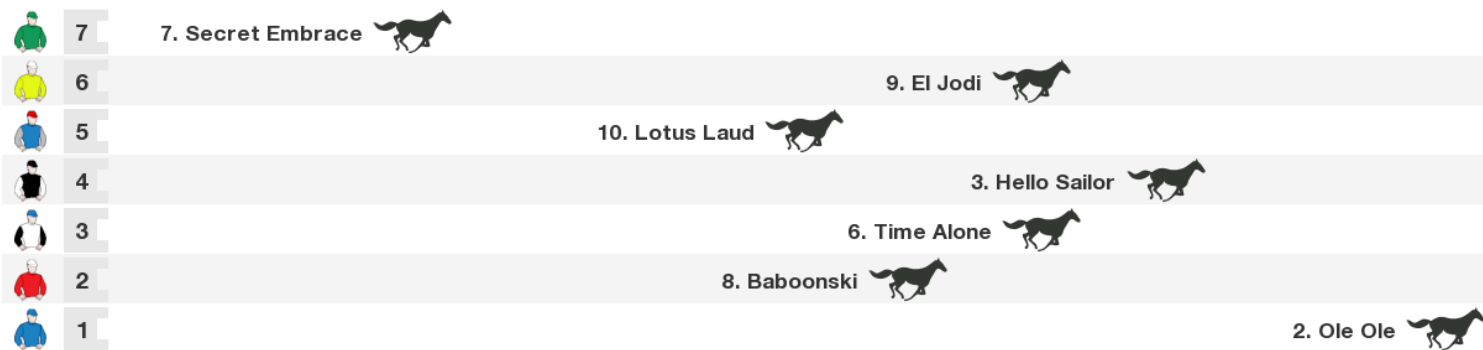 7 7. Secret Embrace
6 9. El Jodi
5 10. Lotus Laud
4 3. Hello Sailor
3 6. Time Alone
2 8. Baboonski
1 2. Ole Ole